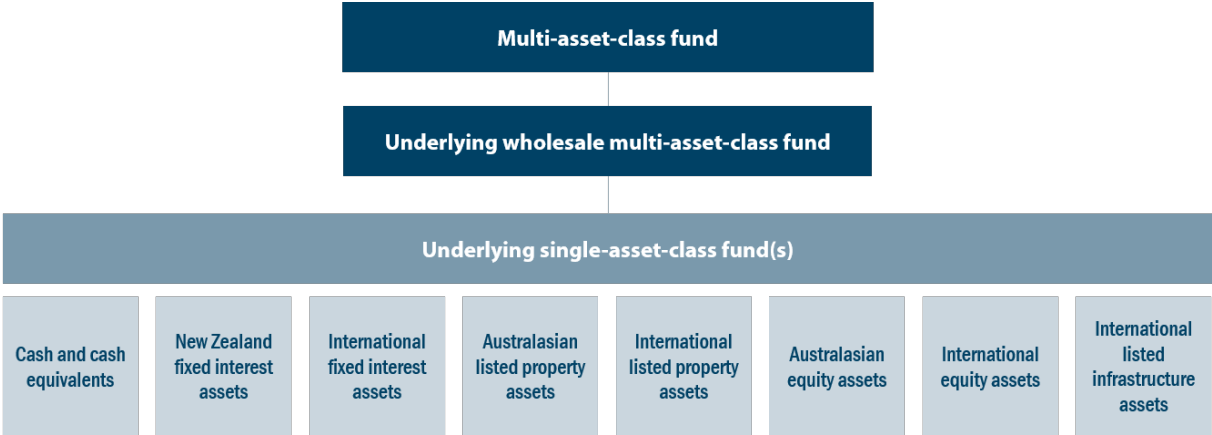 Multi-asset-class fund
Underlying wholesale multi-asset-class fund
Underlying single-asset-class fund(s)
Cash and cash
equivalents
New Zealand
fixed interest
assets
International
fixed interest
assets
Australasian
listed property
assets
International
listed property
assets
Australasian
equity assets
International
equity assets
International
listed
infrastructure
assets